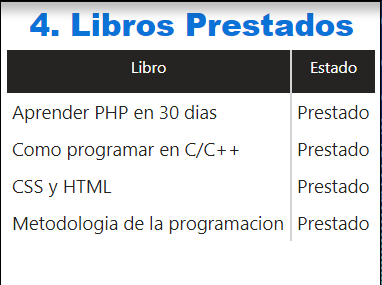 4. Libros Prestados
Libro Estado
Aprender PHP en 30 dias Prestado
Como programar en C/C++ Prestado
CSS y HTML Prestado
Metodologia de la programacion Prestado